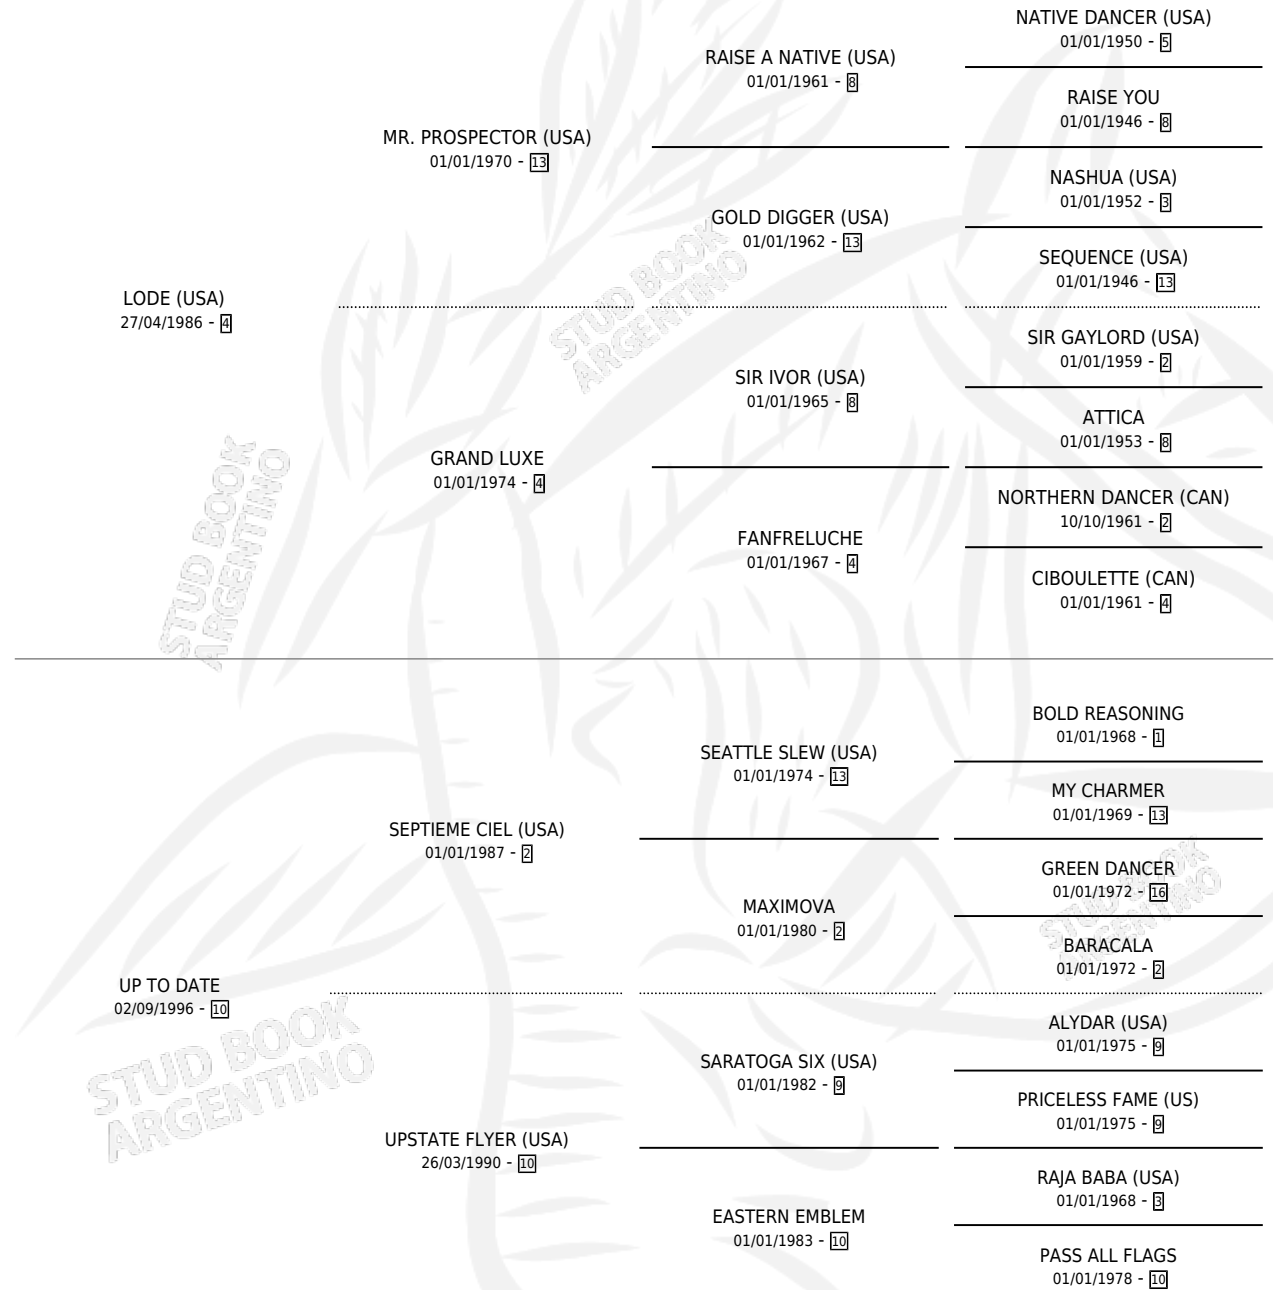 NATIVE DANCER (USA)
01/01/1950 - 5
RAISE A NATIVE (USA)
01/01/1961 - 8
RAISE YOU
01/01/1946 - 8
MR. PROSPECTOR (USA)
01/01/1970 - 13
NASHUA (USA)
01/01/1952 - 3
GOLD DIGGER (USA)
01/01/1962 - 13
SEQUENCE (USA)
01/01/1946 - 13
LODE (USA)
27/04/1986 - 4
STUD BOOK
ARGENTINO
SIR GAYLORD (USA)
01/01/1959 - 2
SIR IVOR (USA)
01/01/1965 - 8
ATTICA
01/01/1953 - 8
GRAND LUXE
01/01/1974 - 4
STUD BOOK
ARGENTINO
NORTHERN DANCER (CAN)
10/10/1961 - 2
FANFRELUCHE
01/01/1967 - 4
CIBOULETTE (CAN)
01/01/1961 - 4
BOLD REASONING
01/01/1968 - 1
SEATTLE SLEW (USA)
01/01/1974 - 13
MY CHARMER
01/01/1969 - 13
SEPTIEME CIEL (USA)
01/01/1987 - 2
GREEN DANCER
01/01/1972 - 16
STUD BOOK
ARGENTINO
MAXIMOVA
01/01/1980 - 2
BARACALA
01/01/1972 - 2
UP TO DATE
02/09/1996 - 10
STUD BOOK
ARGENTINO
ALYDAR (USA)
01/01/1975 - 9
SARATOGA SIX (USA)
01/01/1982 - 9
PRICELESS FAME (US)
01/01/1975 - 9
UPSTATE FLYER (USA)
26/03/1990 - 10
RAJA BABA (USA)
01/01/1968 - 3
EASTERN EMBLEM
01/01/1983 - 10
PASS ALL FLAGS
01/01/1978 - 10